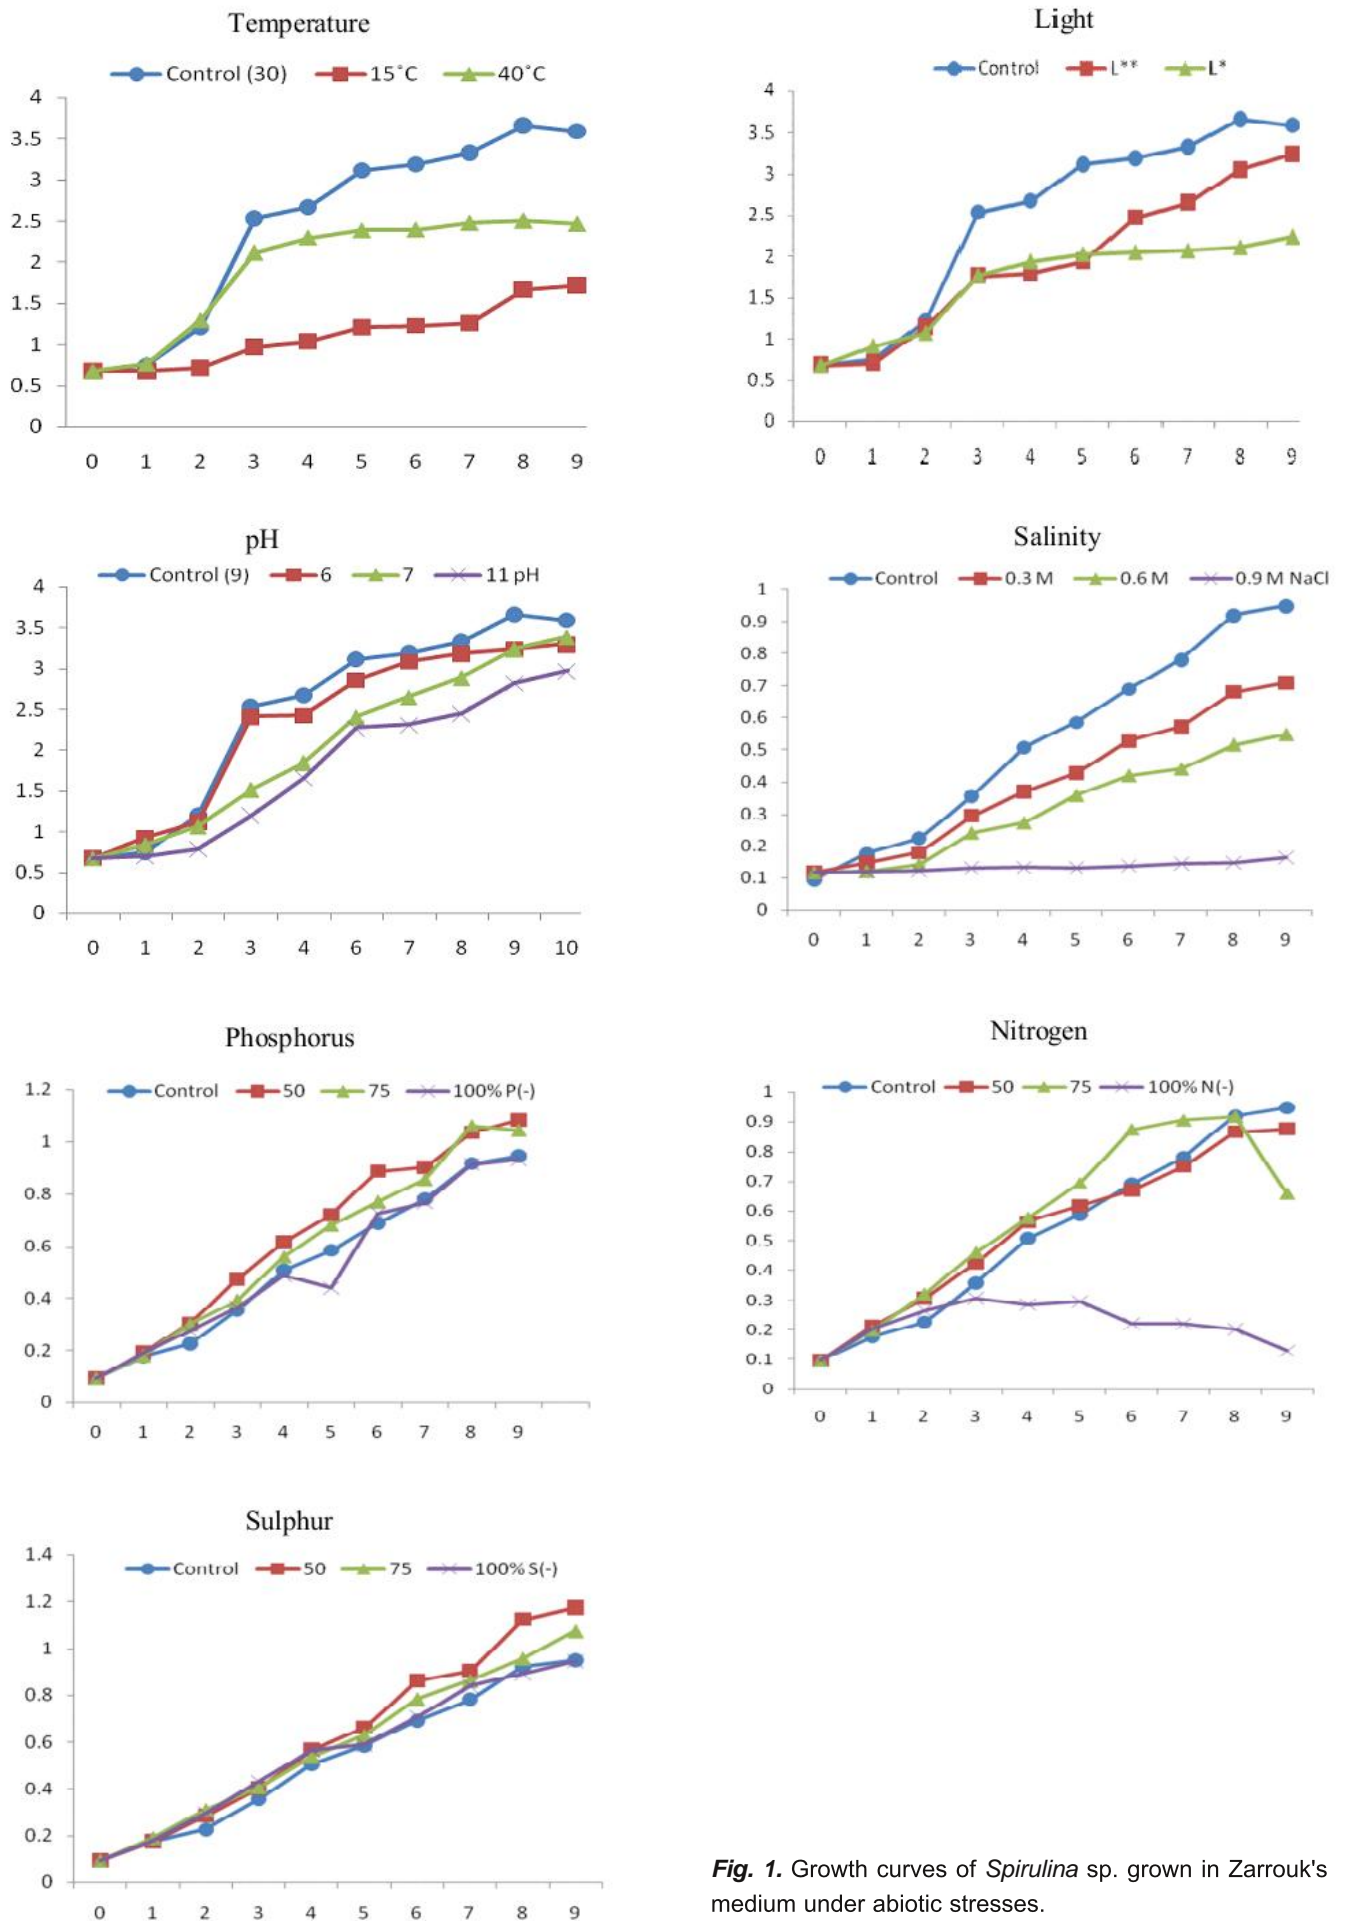 Temperature
Control (30) 15˚C 40˚C
4
3.5
3
2.5
2
1.5
1
0.5
0
0 1 2 3 4 5 6 7 8 9
Light
Control L** L*
4
3.5
3
2.5
2
1.5
1
0.5
0
0 1 2 3 4 5 6 7 8 9
pH
Control (9) 6 7 11 pH
4
3.5
3
2.5
2
1.5
1
0.5
0
0 1 2 3 4 6 7 8 9 10
Salinity
Control 0.3 M 0.6 M 0.9 M NaCl
1
0.9
0.8
0.7
0.6
0.5
0.4
0.3
0.2
0.1
0
0 1 2 3 4 5 6 7 8 9
Phosphorus
Control 50 75 100% P(-)
1.2
1
0.8
0.6
0.4
0.2
0
0 1 2 3 4 5 6 7 8 9
Nitrogen
Control 50 75 100% N(-)
1
0.9
0.8
0.7
0.6
0.5
0.4
0.3
0.2
0.1
0
0 1 2 3 4 5 6 7 8 9
Sulphur
Control 50 75 100% S(-)
1.4
1.2
1
0.8
0.6
0.4
0.2
0
0 1 2 3 4 5 6 7 8 9
Fig. 1. Growth curves of Spirulina sp. grown in Zarrouk's
medium under abiotic stresses.